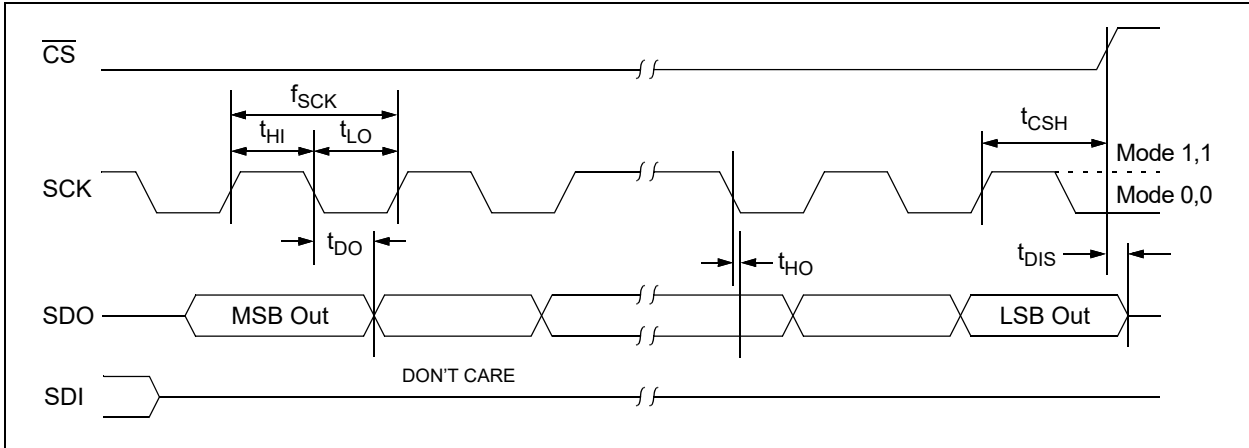 CS
fSCK
tHI tLO
tCSH
Mode 1,1
SCK
Mode 0,0
tDO
tHO
tDIS
SDO
MSB Out
LSB Out
DON'T CARE
SDI